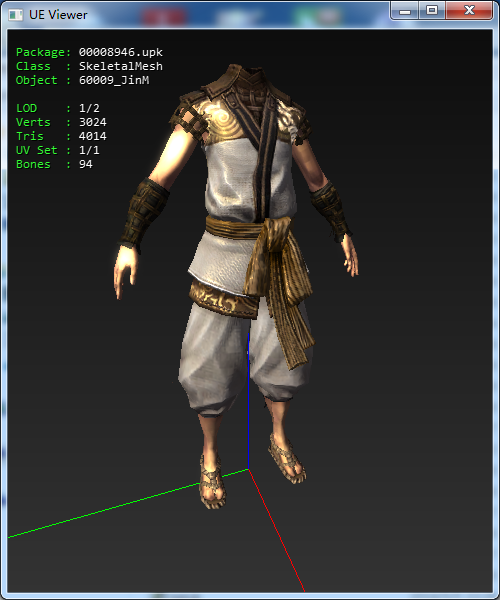 UE Viewer
Package: 00008946.upk
Class : SkeletalMesh
Object : 60009_JinM
LOD : 1/2
Verts : 3024
Tris : 4014
UV Set : 1/1
Bones : 94